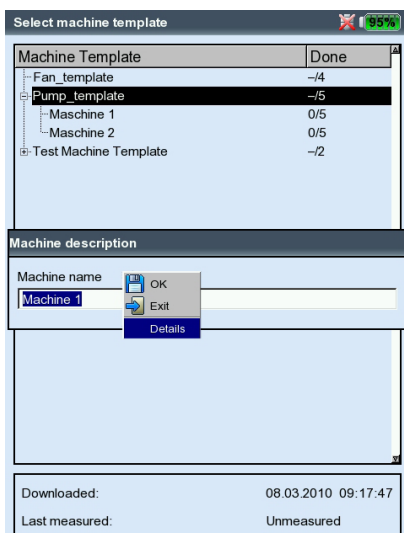 Select machine template 95%
Machine Template Done
Fan_template –/4
Pump_template –/5
Maschine 1 0/5
Maschine 2 0/5
Test Machine Template –/2
Machine description
Machine name
Machine 1
OK
Exit
Details
Downloaded: 08.03.2010 09:17:47
Last measured: Unmeasured